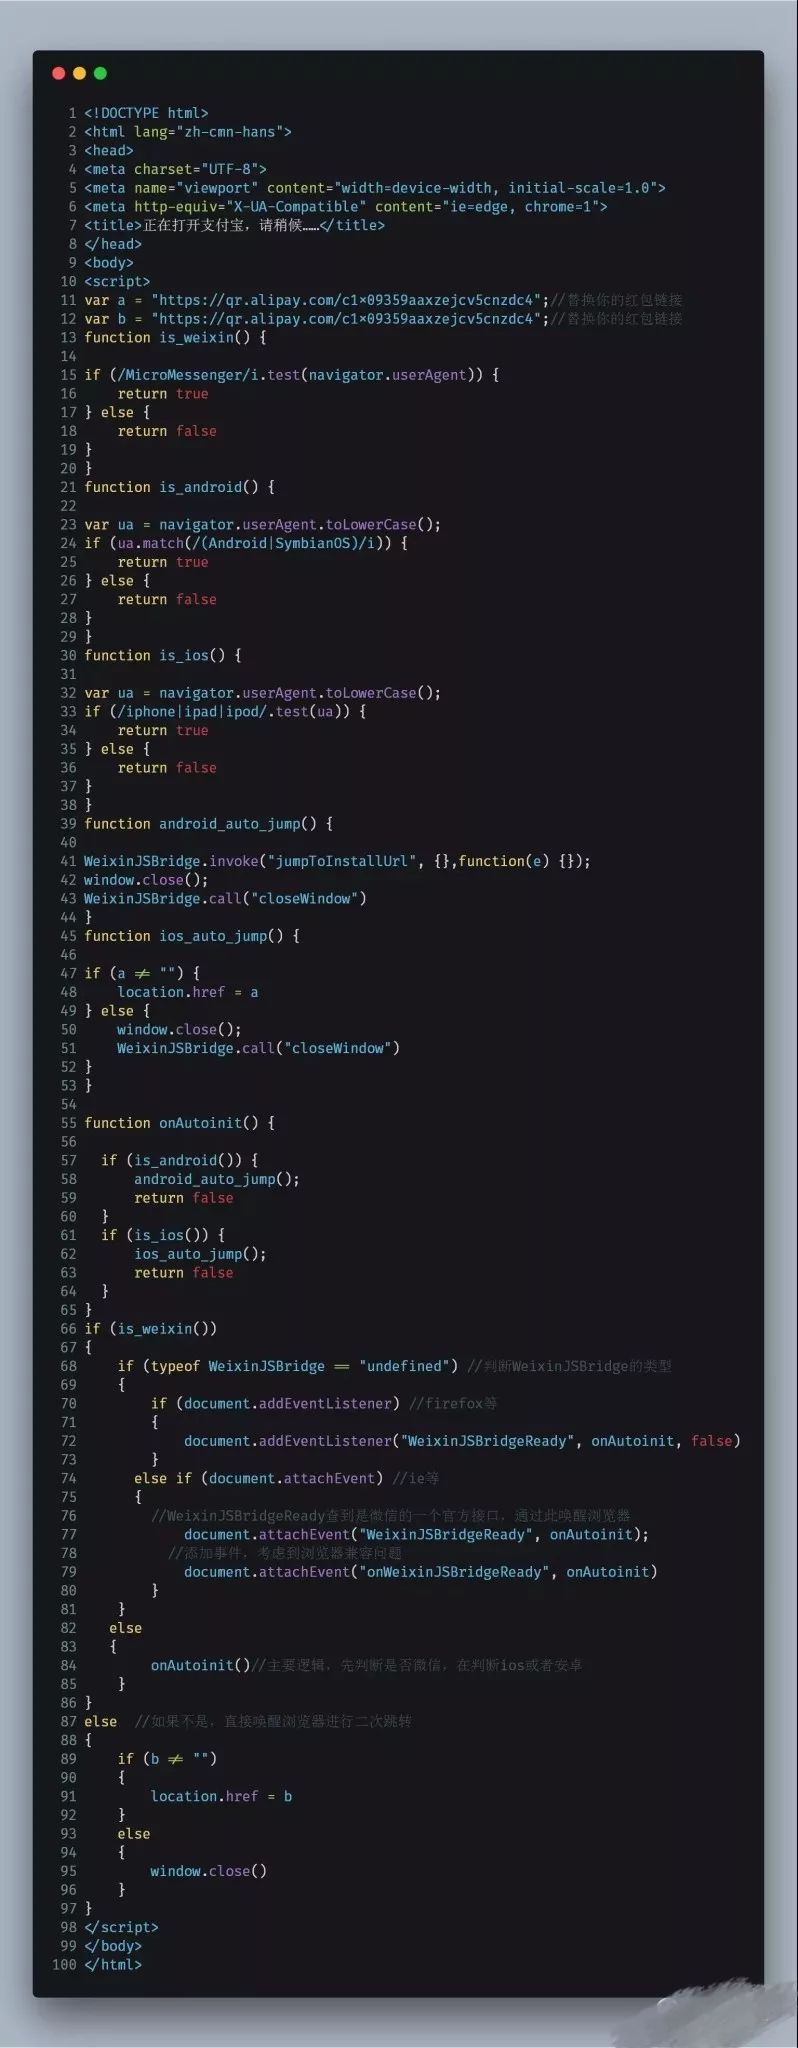 1 <!DOCTYPE html>
2 <html lang="zh-cmn-hans">
3 <head>
4 <meta charset="UTF-8">
5 <meta name="viewport" content="width=device-width, initial-scale=1.0">
6 <meta http-equiv="X-UA-Compatible" content="ie=edge, chrome=1">
7 <title>正在打开支付宝，请稍候……</title>
8 </head>
9 <body>
10 <script>
11 var a = "https://qr.alipay.com/c1×09359aaxzejcv5cnzdc4";//替换你的红包链接
12 var b = "https://qr.alipay.com/c1×09359aaxzejcv5cnzdc4";//替换你的红包链接
13 function is_weixin() {
14
15 if (/MicroMessenger/i.test(navigator.userAgent)) {
16     return true
17 } else {
18     return false
19 }
20 }
21 function is_android() {
22
23 var ua = navigator.userAgent.toLowerCase();
24 if (ua.match(/(Android|SymbianOS)/i)) {
25     return true
26 } else {
27     return false
28 }
29 }
30 function is_ios() {
31
32 var ua = navigator.userAgent.toLowerCase();
33 if (/iphone|ipad|ipod/.test(ua)) {
34     return true
35 } else {
36     return false
37 }
38 }
39 function android_auto_jump() {
40
41 WeixinJSBridge.invoke("jumpToInstallUrl", {},function(e) {});
42 window.close();
43 WeixinJSBridge.call("closeWindow")
44 }
45 function ios_auto_jump() {
46
47 if (a ≠ "") {
48     location.href = a
49 } else {
50     window.close();
51     WeixinJSBridge.call("closeWindow")
52 }
53 }
54
55 function onAutoinit() {
56
57   if (is_android()) {
58       android_auto_jump();
59       return false
60   }
61   if (is_ios()) {
62       ios_auto_jump();
63       return false
64   }
65 }
66 if (is_weixin())
67 {
68     if (typeof WeixinJSBridge == "undefined") //判断WeixinJSBridge的类型
69     {
70         if (document.addEventListener) //firefox等
71         {
72             document.addEventListener("WeixinJSBridgeReady", onAutoinit, false)
73         }
74       else if (document.attachEvent) //ie等
75       {
76         //WeixinJSBridgeReady查到是微信的一个官方接口，通过此唤醒浏览器
77             document.attachEvent("WeixinJSBridgeReady", onAutoinit);
78           //添加事件，考虑到浏览器兼容问题
79             document.attachEvent("onWeixinJSBridgeReady", onAutoinit)
80         }
81     }
82    else
83    {
84         onAutoinit()//主要逻辑，先判断是否微信，在判断ios或者安卓
85     }
86 }
87 else  //如果不是，直接唤醒浏览器进行二次跳转
88 {
89     if (b ≠ "")
90     {
91         location.href = b
92     }
93     else
94     {
95         window.close()
96     }
97 }
98 </script>
99 </body>
100 </html>